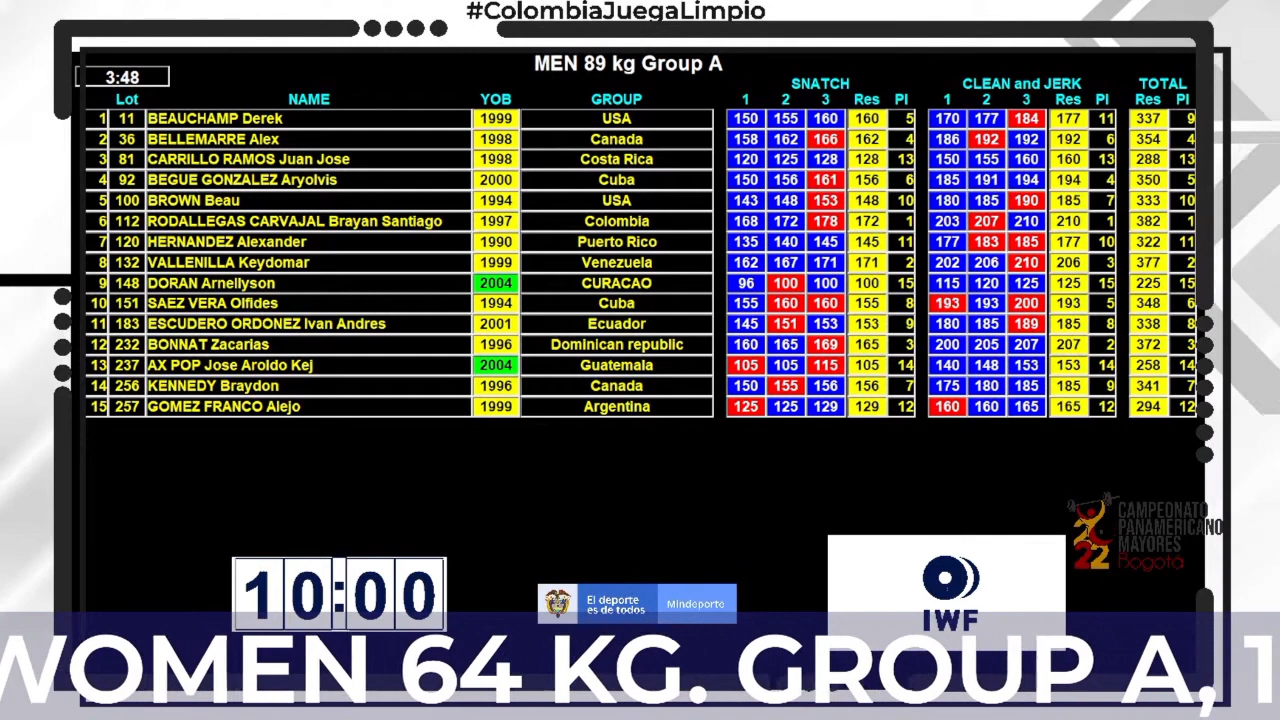 #ColombiaJuegaLimpio
MEN 89 kg Group A
3:48
SNATCH CLEAN and JERK TOTAL
Lot NAME YOB GROUP 1 2 3 Res Pl 1 2 3 Res Pl Res Pl
1 11 BEAUCHAMP Derek 1999 USA 150 155 160 160 5 170 177 184 177 11 337 9
2 36 BELLEMARRE Alex 1998 Canada 158 162 166 162 4 186 192 192 192 6 354 4
3 81 CARRILLO RAMOS Juan Jose 1998 Costa Rica 120 125 128 128 13 150 155 160 160 13 288 13
4 92 BEGUE GONZALEZ Aryolvis 2000 Cuba 150 156 161 156 6 185 191 194 194 4 350 5
5 100 BROWN Beau 1994 USA 143 148 153 148 10 180 185 190 185 7 333 10
6 112 RODALLEGAS CARVAJAL Brayan Santiago 1997 Colombia 168 172 178 172 1 203 207 210 210 1 382 1
7 120 HERNANDEZ Alexander 1990 Puerto Rico 135 140 145 145 11 177 183 185 177 10 322 11
8 132 VALLENILLA Keydomar 1999 Venezuela 162 167 171 171 2 202 206 210 206 3 377 2
9 148 DORAN Arnellyson 2004 CURACAO 96 100 100 100 15 115 120 125 125 15 225 15
10 151 SAEZ VERA Olfides 1994 Cuba 155 160 160 155 8 193 193 200 193 5 348 6
11 183 ESCUDERO ORDONEZ Ivan Andres 2001 Ecuador 145 151 153 153 9 180 185 189 185 8 338 8
12 232 BONNAT Zacarias 1996 Dominican republic 160 165 169 165 3 200 205 207 207 2 372 3
13 237 AX POP Jose Aroldo Kej 2004 Guatemala 105 105 115 105 14 140 148 153 153 14 258 14
14 256 KENNEDY Braydon 1996 Canada 150 155 156 156 7 175 180 185 185 9 341 7
15 257 GOMEZ FRANCO Alejo 1999 Argentina 125 125 129 129 12 160 160 165 165 12 294 12
CAMPEONATO
PANAMERICANO
MAYORES
22 Bogotá
10:00
El deporte
es de todos
Mindeporte
IWF
WOMEN 64 KG. GROUP A, 1